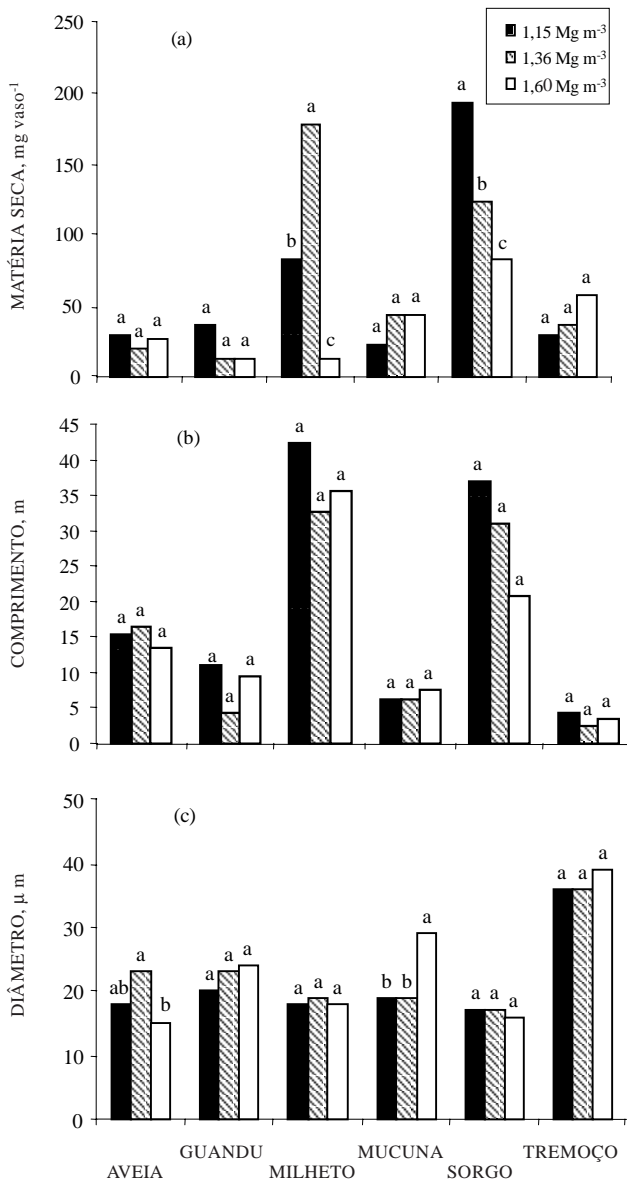 250
200
150
100
50
0
MATÉRIA SECA, mg vaso⁻¹
(a)
1,15 Mg m⁻³
1,36 Mg m⁻³
1,60 Mg m⁻³
a a a a a a b a c a a a a b c a a a
45
40
35
30
25
20
15
10
5
0
COMPRIMENTO, m
(b)
a a a a a a a a a a a a a a a a a a
50
40
30
20
10
0
DIÂMETRO, µ m
(c)
ab a b a a a a a a b b a a a a a a a
GUANDU MUCUNA TREMOÇO
AVEIA MILHETO SORGO